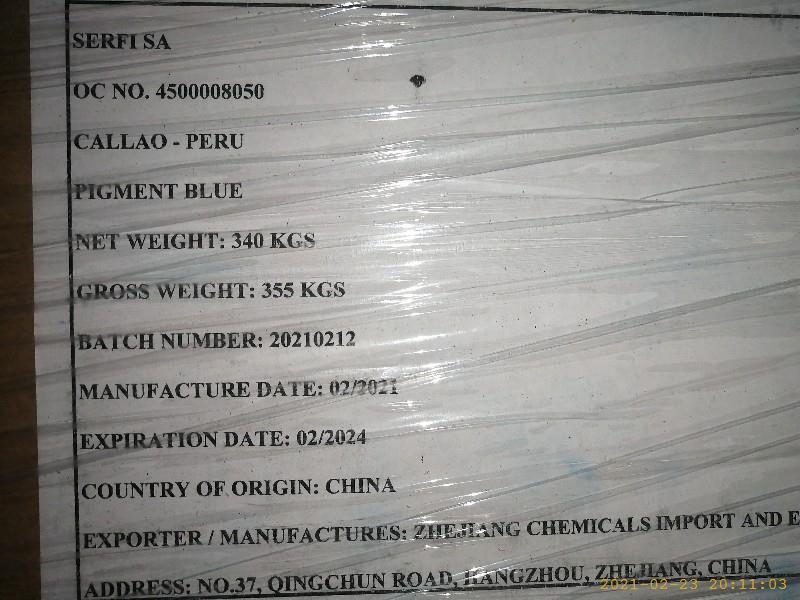 SERFI SA
OC NO. 4500008050
CALLAO - PERU
PIGMENT BLUE
NET WEIGHT: 340 KGS
GROSS WEIGHT: 355 KGS
BATCH NUMBER: 20210212
MANUFACTURE DATE: 02/2021
EXPIRATION DATE: 02/2024
COUNTRY OF ORIGIN: CHINA
EXPORTER / MANUFACTURES: ZHEJIANG CHEMICALS IMPORT AND E
ADDRESS: NO.37, QINGCHUN ROAD, HANGZHOU, ZHEJIANG, CHINA
2021-02-23 20:11:03